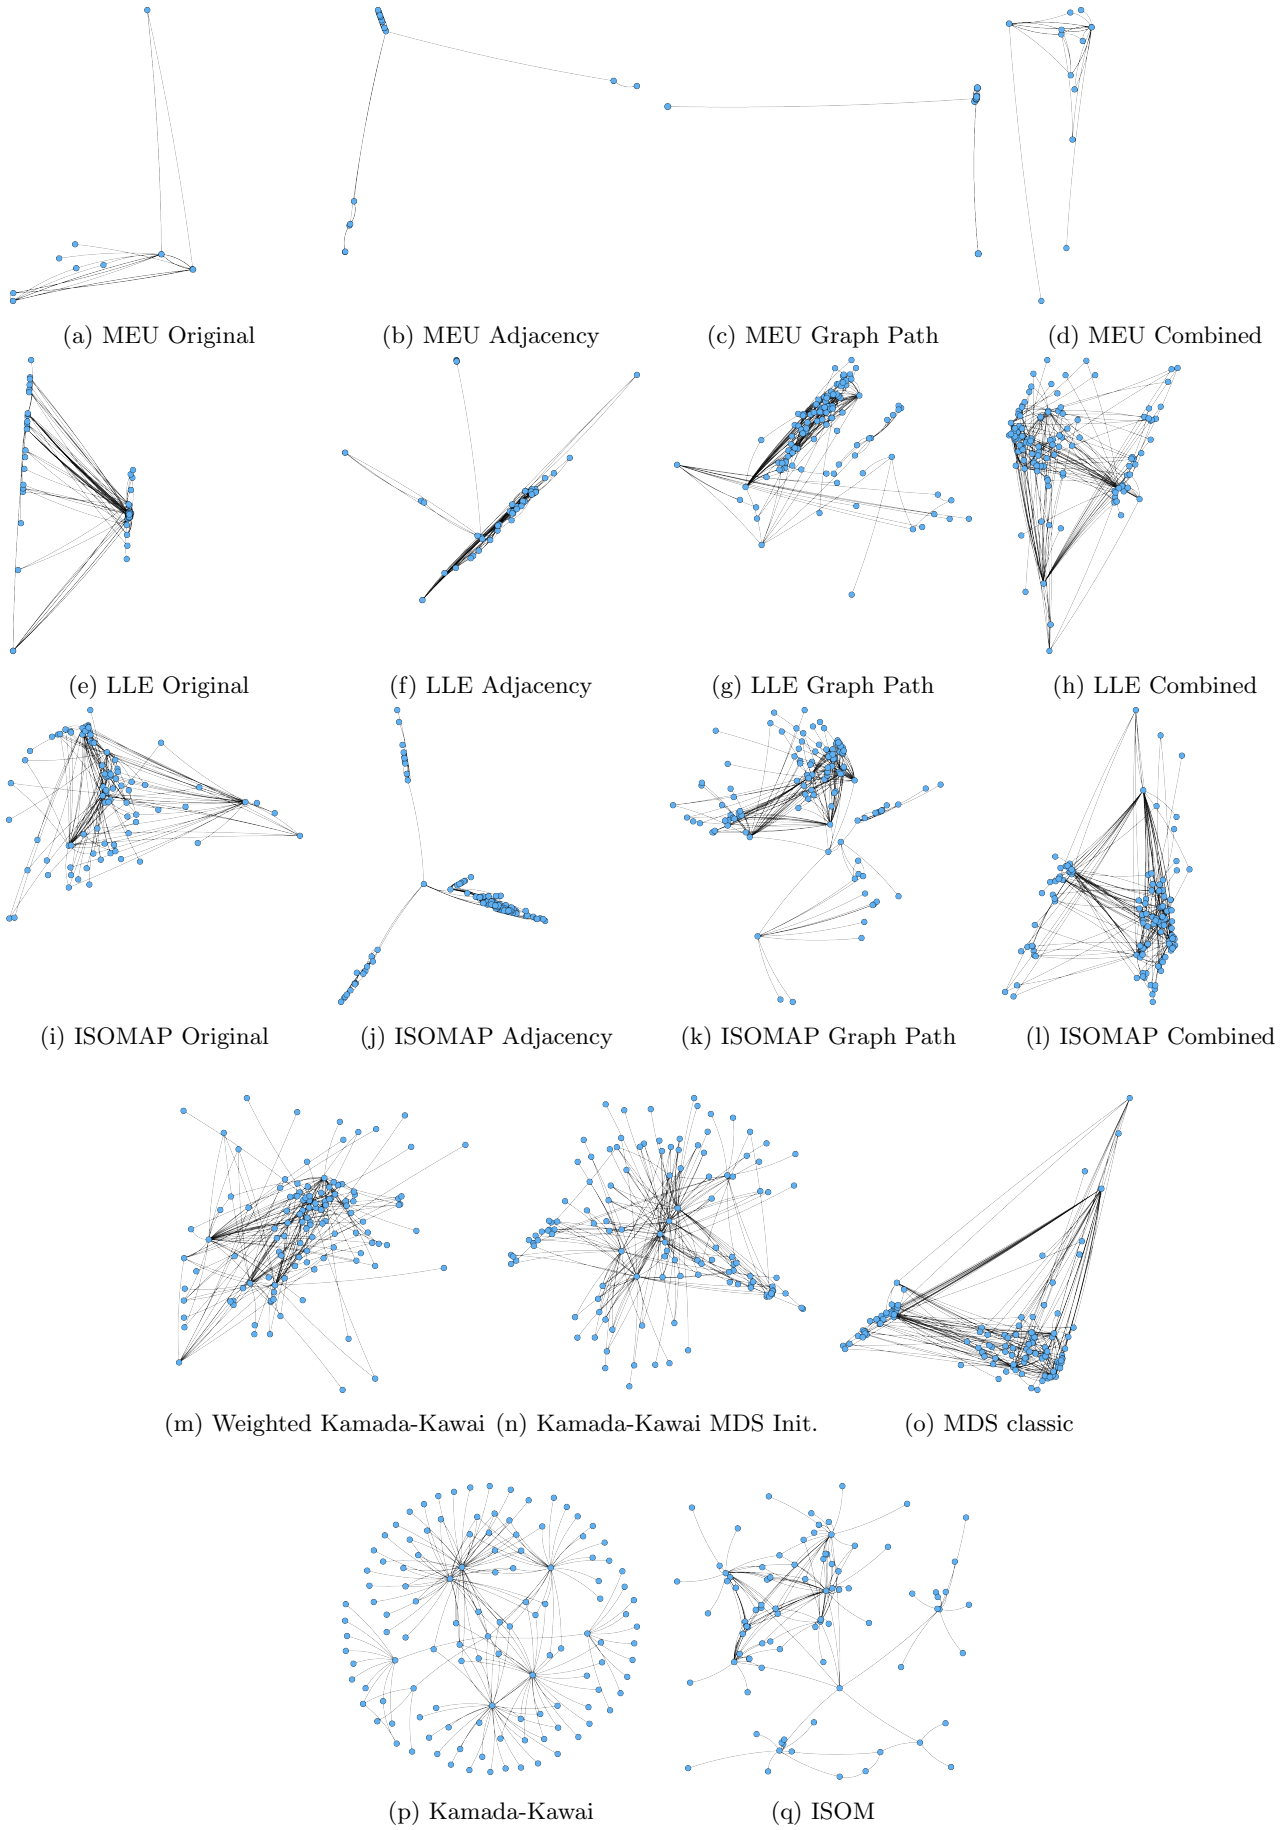 (a) MEU Original (b) MEU Adjacency (c) MEU Graph Path (d) MEU Combined
(e) LLE Original (f) LLE Adjacency (g) LLE Graph Path (h) LLE Combined
(i) ISOMAP Original (j) ISOMAP Adjacency (k) ISOMAP Graph Path (l) ISOMAP Combined
(m) Weighted Kamada-Kawai (n) Kamada-Kawai MDS Init. (o) MDS classic
(p) Kamada-Kawai (q) ISOM